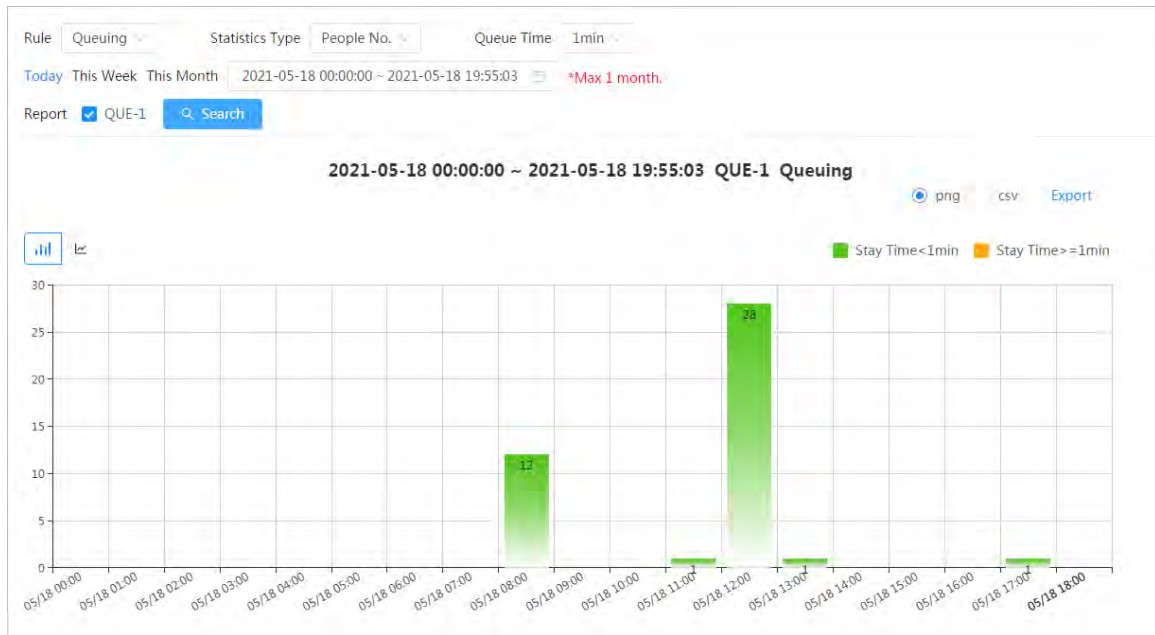 Rule Queuing Statistics Type People No. Queue Time 1min
Today This Week This Month 2021-05-18 00:00:00 ~ 2021-05-18 19:55:03 *Max 1 month.
Report QUE-1 Search
2021-05-18 00:00:00 ~ 2021-05-18 19:55:03 QUE-1 Queuing
png csv Export
Stay Time<1min Stay Time>=1min
30
25
20
15
10
5
0
28
12
1 1 1
05/18 00:00 05/18 01:00 05/18 02:00 05/18 03:00 05/18 04:00 05/18 05:00 05/18 06:00 05/18 07:00 05/18 08:00 05/18 09:00 05/18 10:00 05/18 11:00 05/18 12:00 05/18 13:00 05/18 14:00 05/18 15:00 05/18 16:00 05/18 17:00 05/18 18:00